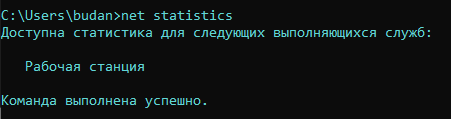 C:\Users\budan>net statistics
Доступна статистика для следующих выполняющихся служб:
Рабочая станция
Команда выполнена успешно.